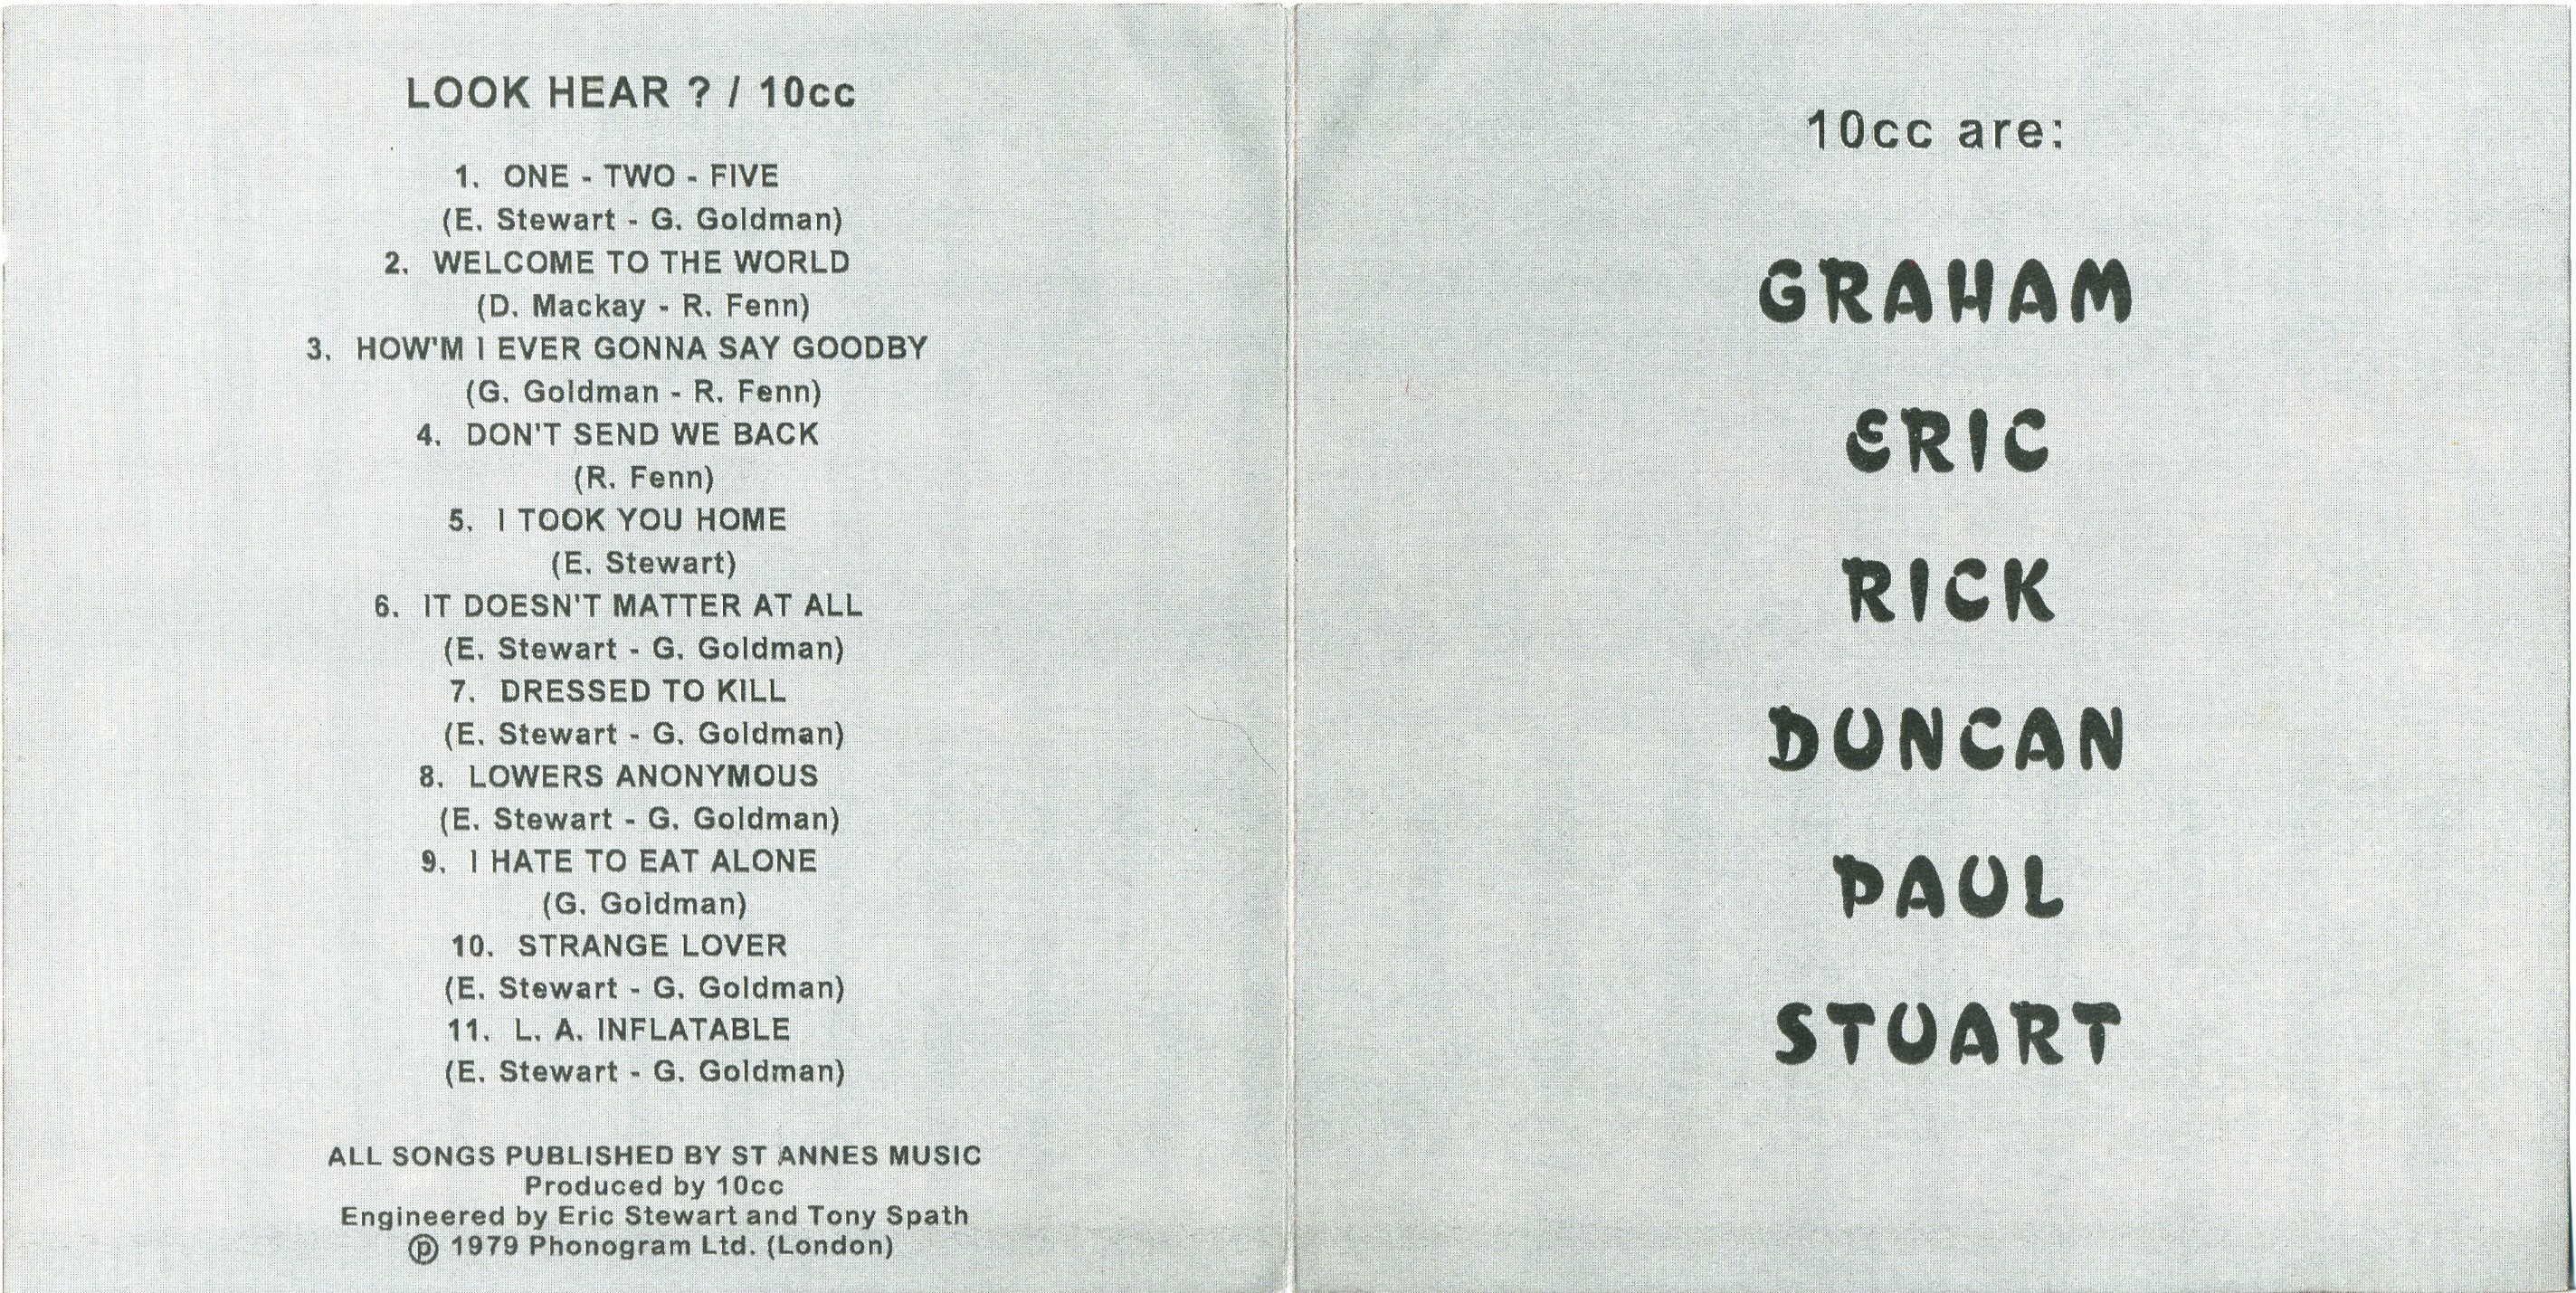 LOOK HEAR ? / 10cc
1. ONE - TWO - FIVE
(E. Stewart - G. Goldman)
2. WELCOME TO THE WORLD
(D. Mackay - R. Fenn)
3. HOW'M I EVER GONNA SAY GOODBY
(G. Goldman - R. Fenn)
4. DON'T SEND WE BACK
(R. Fenn)
5. I TOOK YOU HOME
(E. Stewart)
6. IT DOESN'T MATTER AT ALL
(E. Stewart - G. Goldman)
7. DRESSED TO KILL
(E. Stewart - G. Goldman)
8. LOWERS ANONYMOUS
(E. Stewart - G. Goldman)
9. I HATE TO EAT ALONE
(G. Goldman)
10. STRANGE LOVER
(E. Stewart - G. Goldman)
11. L. A. INFLATABLE
(E. Stewart - G. Goldman)
ALL SONGS PUBLISHED BY ST ANNES MUSIC
Produced by 10cc
Engineered by Eric Stewart and Tony Spath
℗ 1979 Phonogram Ltd. (London)
10cc are:
GRAHAM
ERIC
RICK
DUNCAN
PAUL
STUART